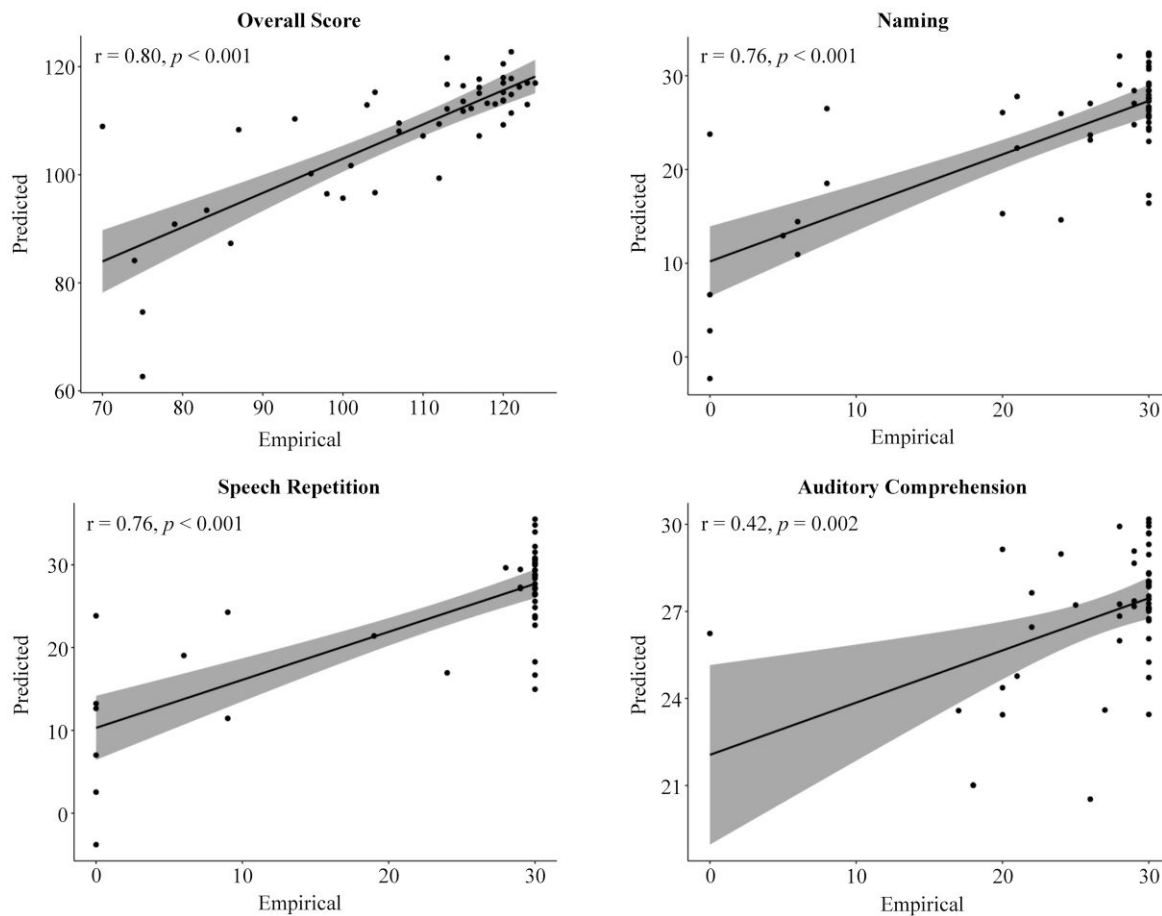 Overall Score
r = 0.80, p < 0.001
120
100
80
60
Predicted
70 80 90 100 110 120
Empirical
Naming
r = 0.76, p < 0.001
30
20
10
0
Predicted
0 10 20 30
Empirical
Speech Repetition
r = 0.76, p < 0.001
30
20
10
0
Predicted
0 10 20 30
Empirical
Auditory Comprehension
r = 0.42, p = 0.002
30
27
24
21
Predicted
0 10 20 30
Empirical